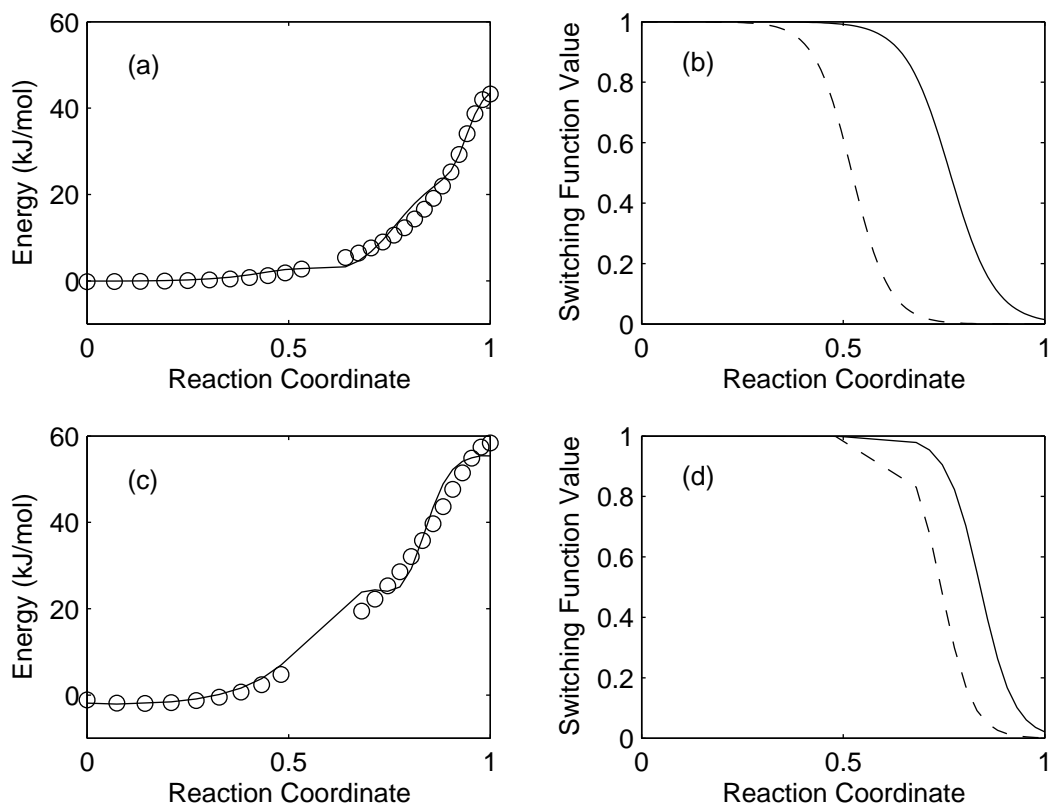 60
40
20
0
Energy (kJ/mol)
(a)
0
0.5
1
Reaction Coordinate
1
0.8
0.6
0.4
0.2
0
Switching Function Value
(b)
0
0.5
1
Reaction Coordinate
60
40
20
0
Energy (kJ/mol)
(c)
0
0.5
1
Reaction Coordinate
1
0.8
0.6
0.4
0.2
0
Switching Function Value
(d)
0
0.5
1
Reaction Coordinate